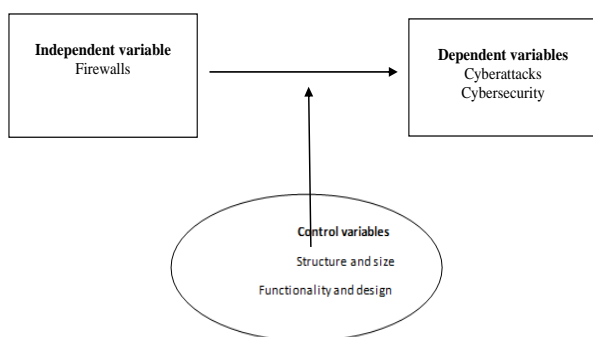 Independent variable
Firewalls
Dependent variables
Cyberattacks
Cybersecurity
Control variables
Structure and size
Functionality and design